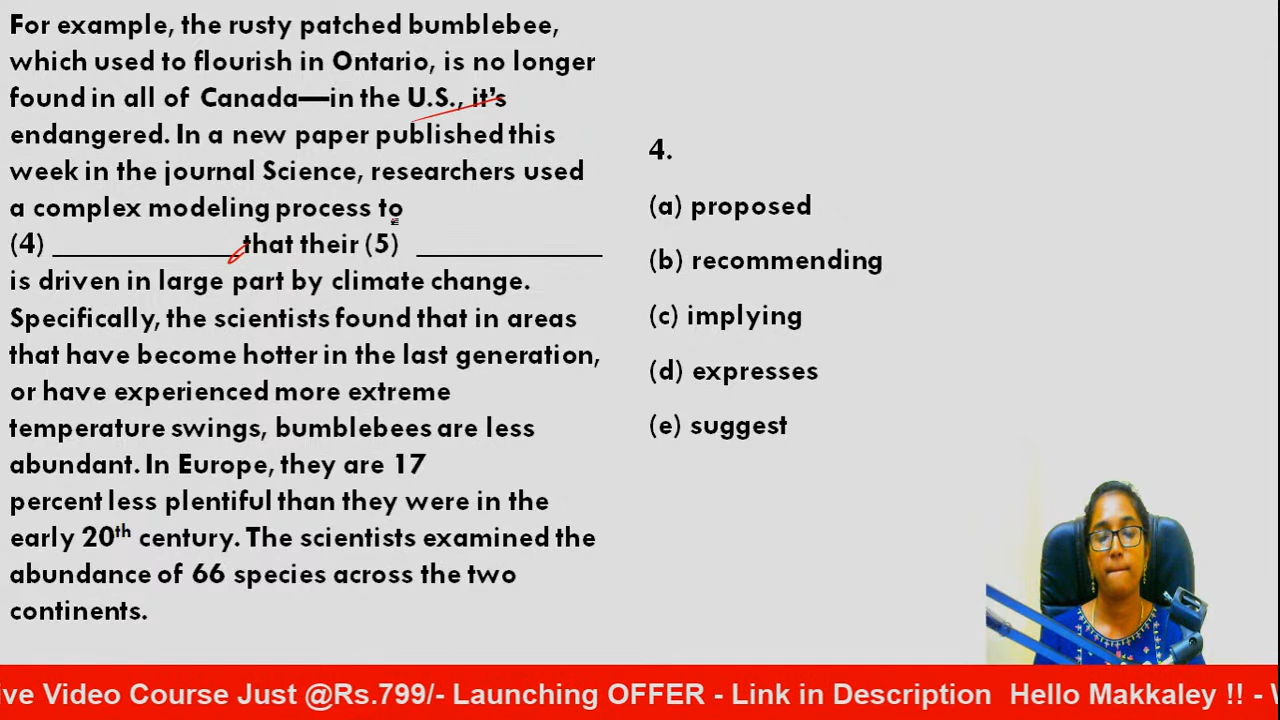 For example, the rusty patched bumblebee,
which used to flourish in Ontario, is no longer
found in all of Canada—in the U.S., it's
endangered. In a new paper published this
week in the journal Science, researchers used
a complex modeling process to
(4) ______________ that their (5) ______________
is driven in large part by climate change.
Specifically, the scientists found that in areas
that have become hotter in the last generation,
or have experienced more extreme
temperature swings, bumblebees are less
abundant. In Europe, they are 17
percent less plentiful than they were in the
early 20th century. The scientists examined the
abundance of 66 species across the two
continents.
4.
(a) proposed
(b) recommending
(c) implying
(d) expresses
(e) suggest
ive Video Course Just @Rs.799/- Launching OFFER - Link in Description Hello Makkaley !! -